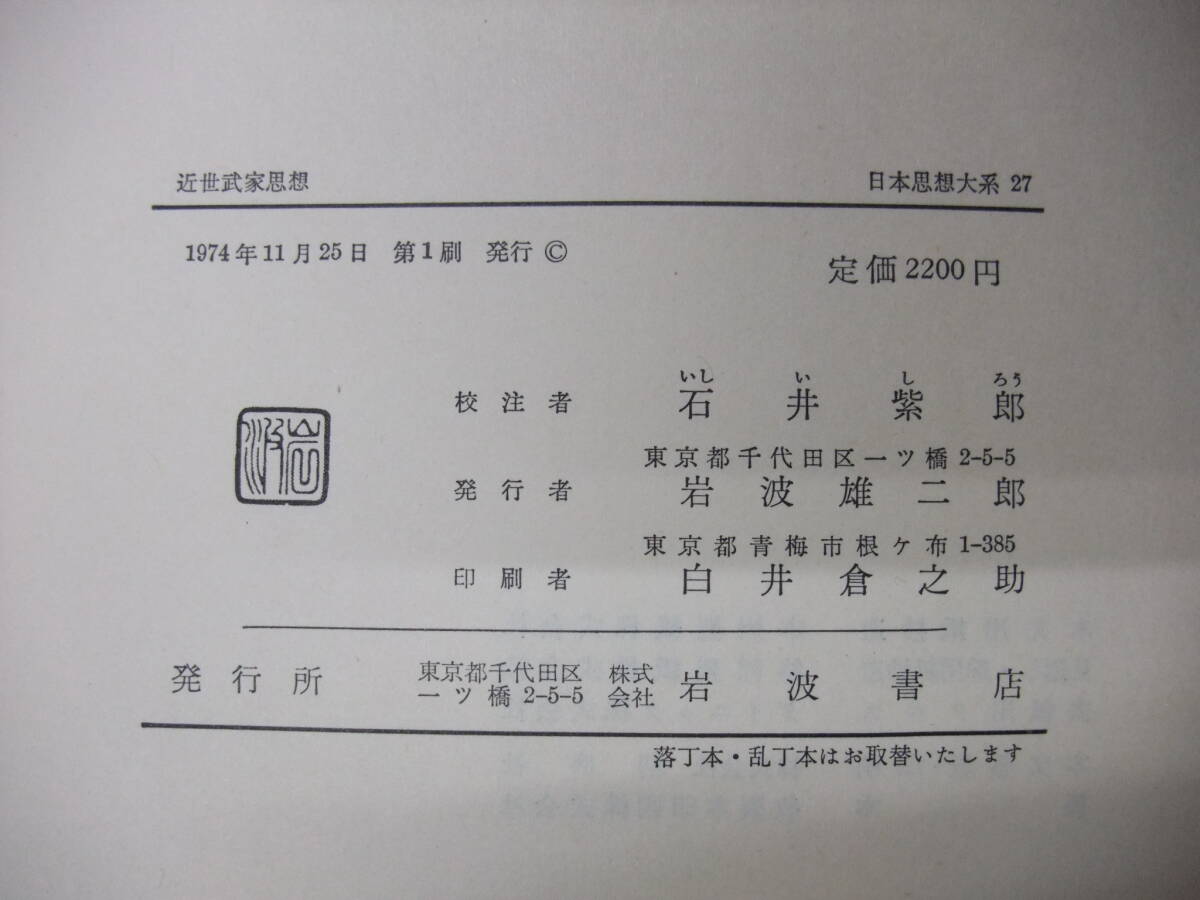 近世武家思想 日本思想大系 27
1974年11月25日 第1刷 発行 ©
定価2200円
いし い し ろう
校注者 石井紫郎
東京都千代田区一ツ橋 2-5-5
発行者 岩波雄二郎
東京都青梅市根ヶ布1-385
印刷者 白井倉之助
岩波
発行所 東京都千代田区一ツ橋 2-5-5 株式会社 岩波書店
落丁本・乱丁本はお取替いたします